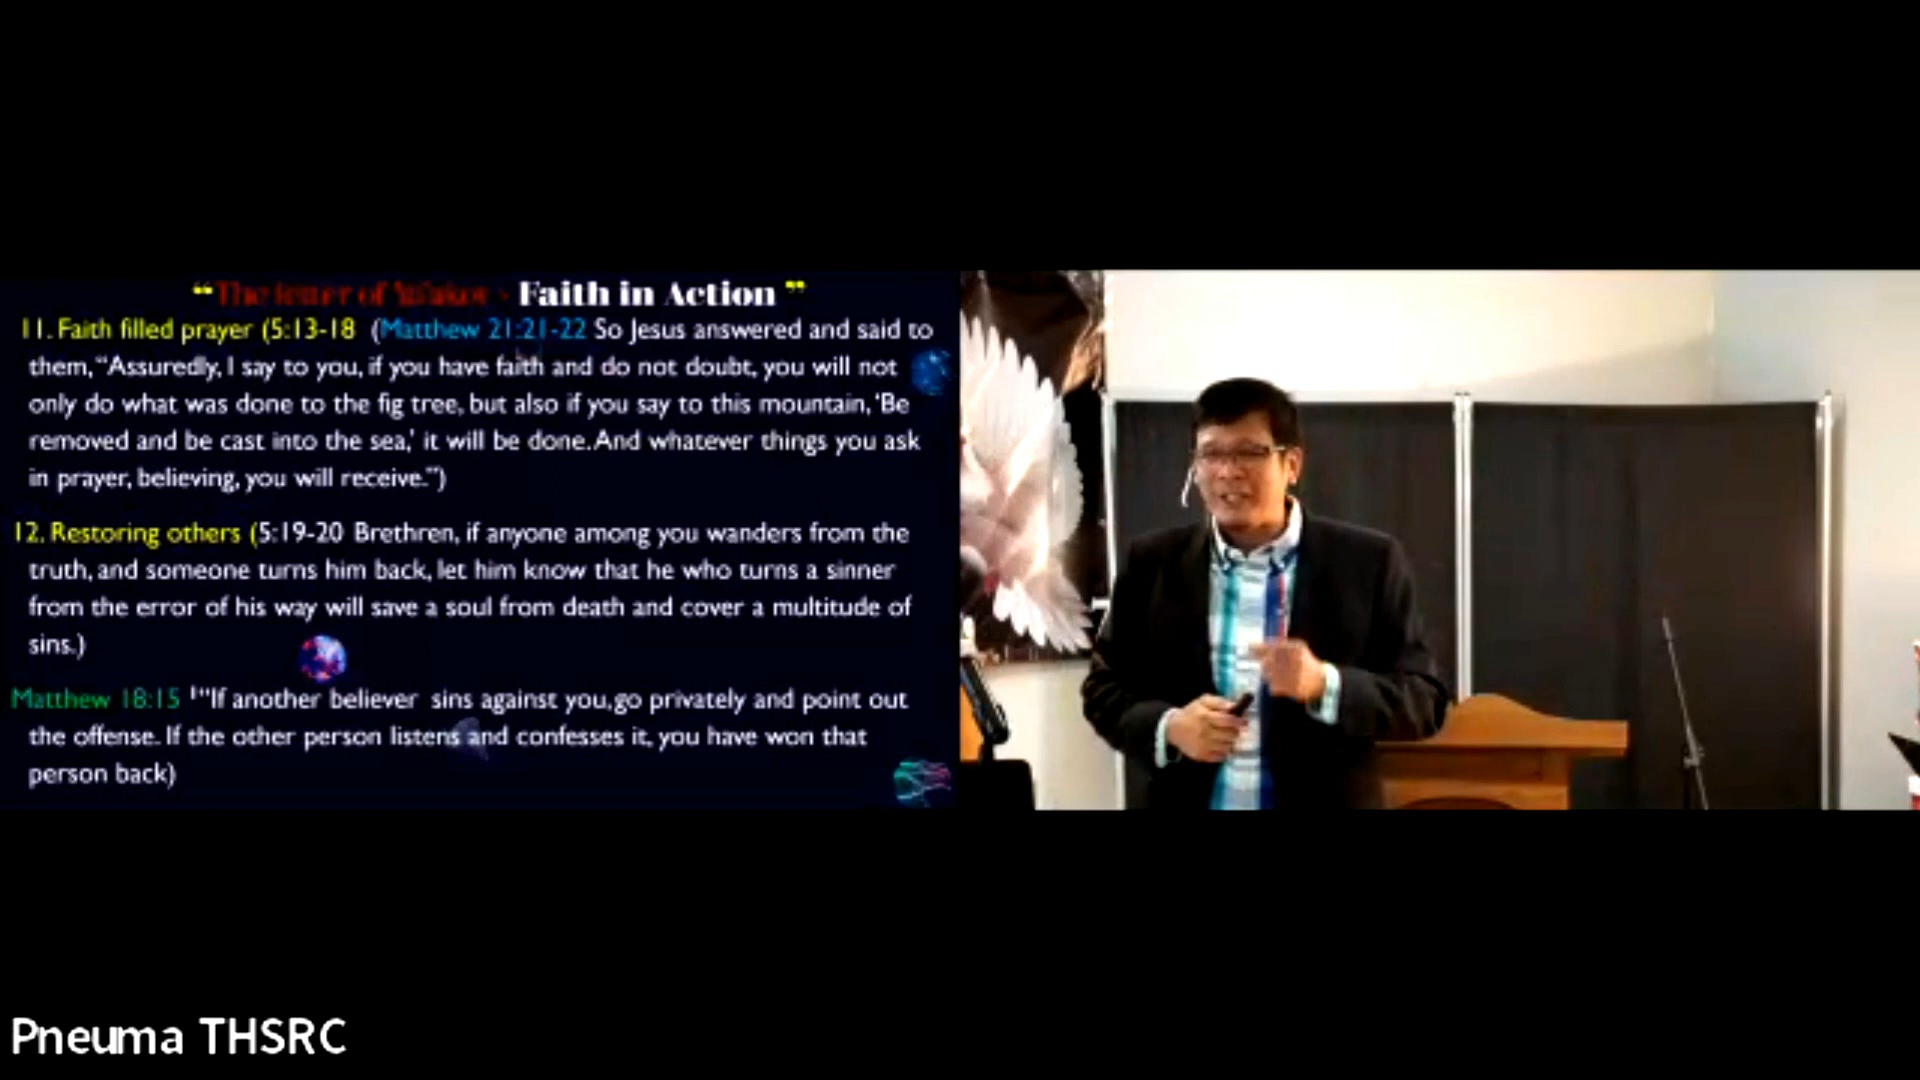 “The letter of Ya'akov - Faith in Action ”
11. Faith filled prayer (5:13-18 (Matthew 21:21-22 So Jesus answered and said to
them, “Assuredly, I say to you, if you have faith and do not doubt, you will not
only do what was done to the fig tree, but also if you say to this mountain, ‘Be
removed and be cast into the sea,’ it will be done. And whatever things you ask
in prayer, believing, you will receive.”)
12. Restoring others (5:19-20 Brethren, if anyone among you wanders from the
truth, and someone turns him back, let him know that he who turns a sinner
from the error of his way will save a soul from death and cover a multitude of
sins.)
Matthew 18:15 ¹“If another believer sins against you,go privately and point out
the offense. If the other person listens and confesses it, you have won that
person back)
Pneuma THSRC